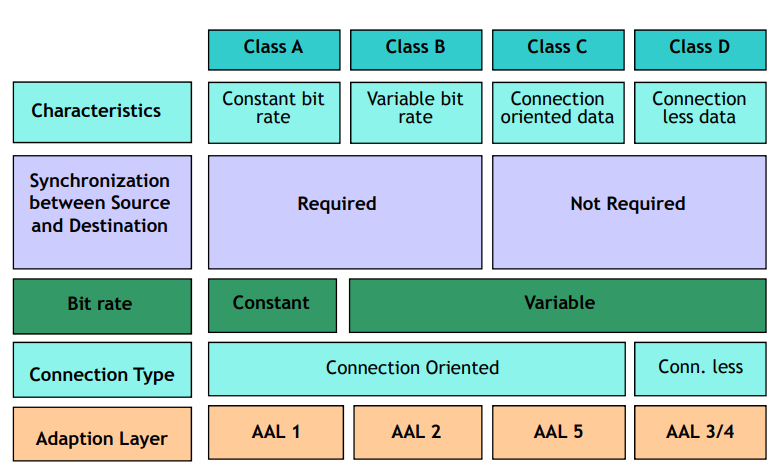 Class A
Class B
Class C
Class D
Characteristics
Constant bit
rate
Variable bit
rate
Connection
oriented data
Connection
less data
Synchronization
between Source
and Destination
Required
Not Required
Bit rate
Constant
Variable
Connection Type
Connection Oriented
Conn. less
Adaption Layer
AAL 1
AAL 2
AAL 5
AAL 3/4